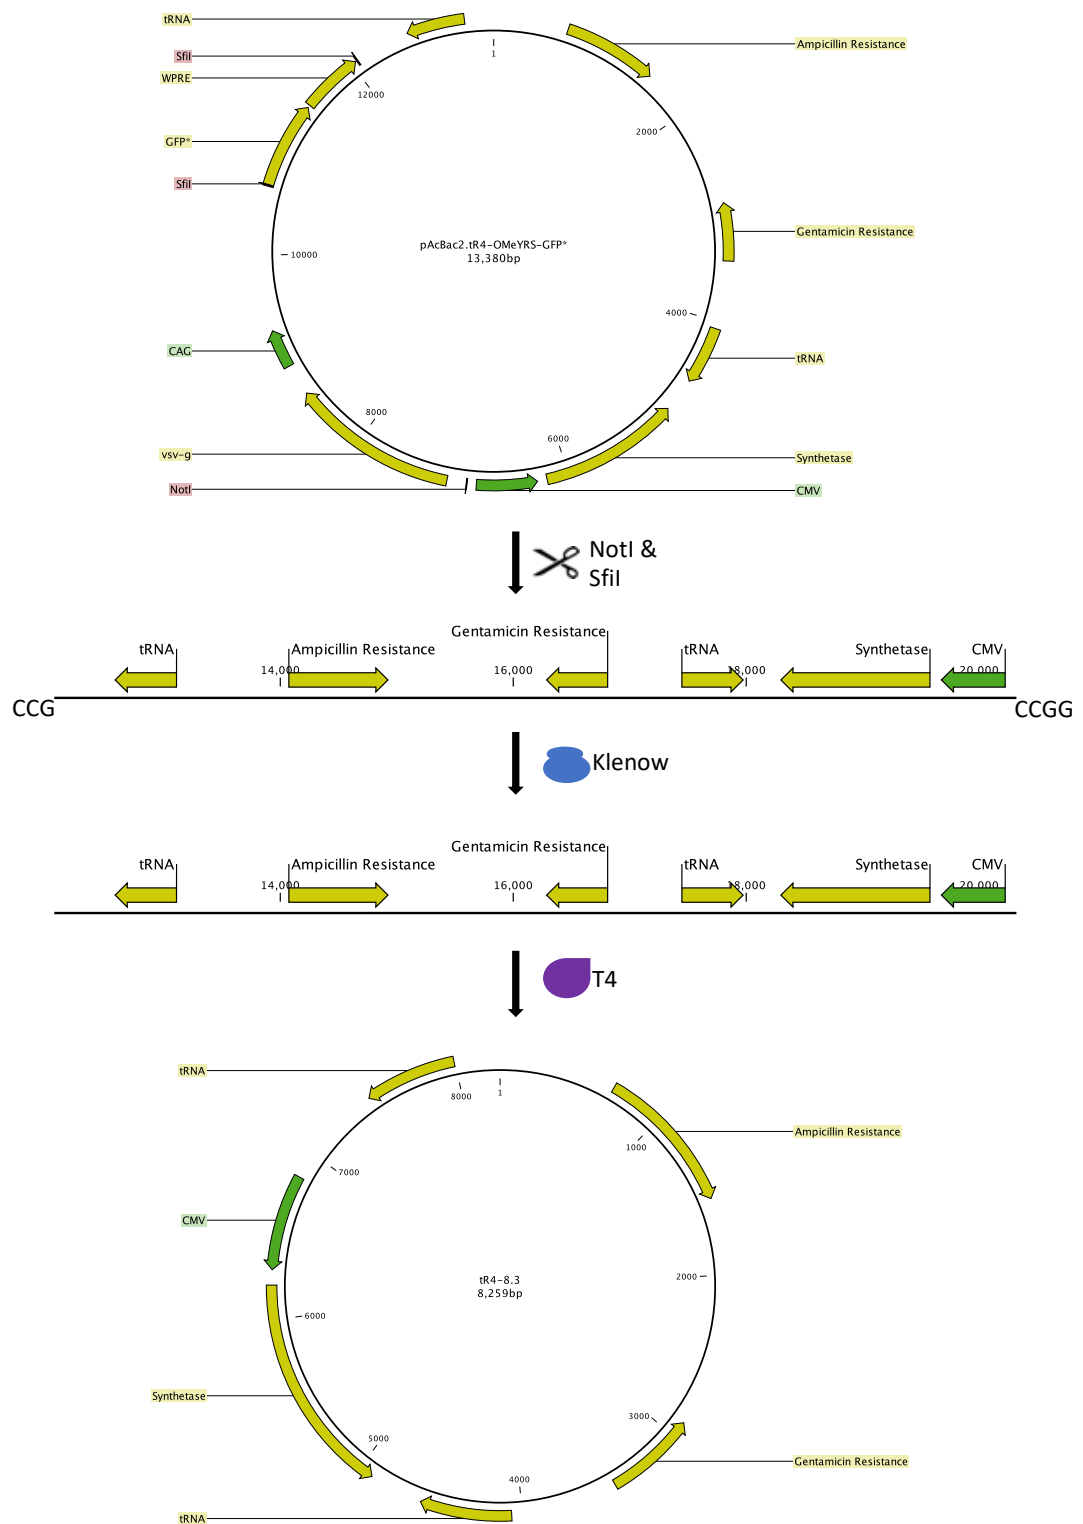 tRNA
SfiI
WPRE
GFP*
SfiI
CAG
vsv-g
NotI
1
12000
2000
10000
4000
8000
6000
pAcBac2.tR4-OMeYRS-GFP*
13,380bp
Ampicillin Resistance
Gentamicin Resistance
tRNA
Synthetase
CMV
NotI &
SfiI
tRNA
Ampicillin Resistance
Gentamicin Resistance
tRNA
Synthetase
CMV
14,000
16,000
18,000
20,000
CCG
CCGG
Klenow
tRNA
Ampicillin Resistance
Gentamicin Resistance
tRNA
Synthetase
CMV
14,000
16,000
18,000
20,000
T4
tRNA
CMV
Synthetase
tRNA
8000
1
1000
7000
2000
6000
3000
5000
4000
tR4-8.3
8,259bp
Ampicillin Resistance
Gentamicin Resistance